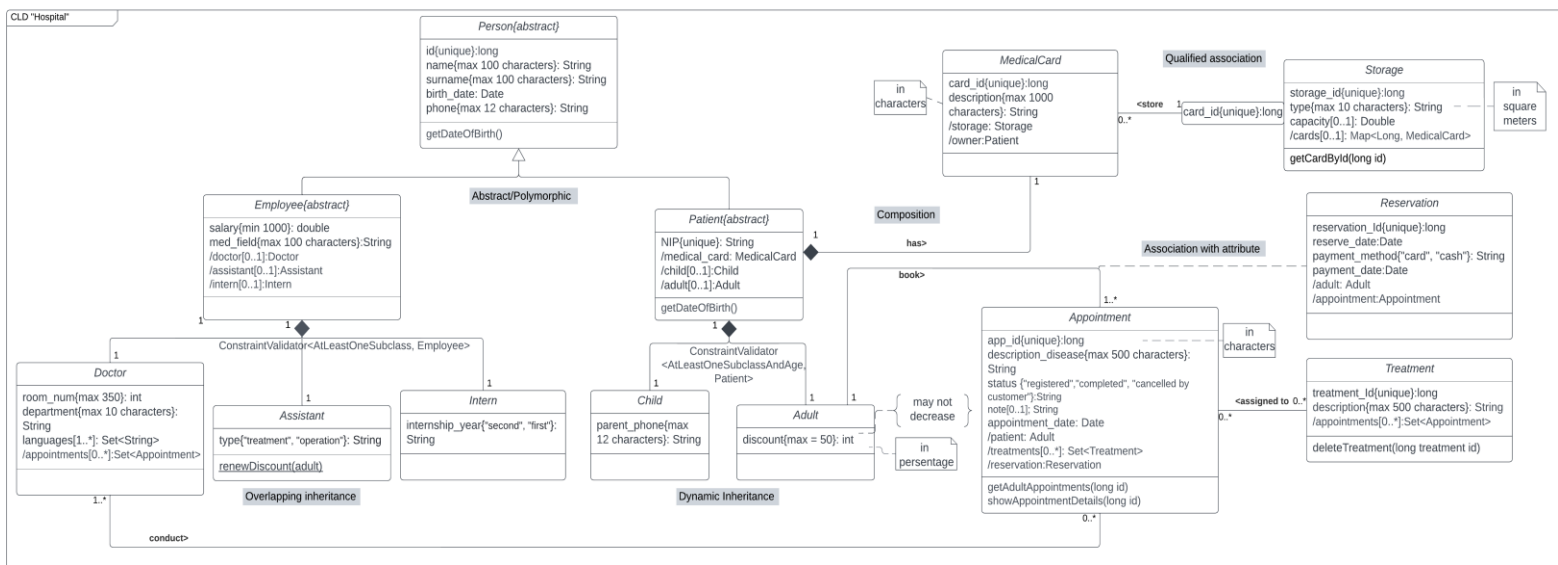 CLD "Hospital"
Person{abstract}
id{unique}:long
name{max 100 characters}: String
surname{max 100 characters}: String
birth_date: Date
phone{max 12 characters}: String
getDateOfBirth()
Abstract/Polymorphic
Employee{abstract}
salary{min 1000}: double
med_field{max 100 characters}:String
/doctor[0..1]:Doctor
/assistant[0..1]:Assistant
/intern[0..1]:Intern
1
1
ConstraintValidator<AtLeastOneSubclass, Employee>
1
1
1
Doctor
room_num{max 350}: int
department{max 10 characters}:
String
languages[1..*]: Set<String>
/appointments[0..*]:Set<Appointment>
1..*
Assistant
type{"treatment", "operation"}: String
renewDiscount(adult)
Overlapping inheritance
Intern
internship_year{"second", "first"}:
String
Patient{abstract}
NIP{unique}: String
/medical_card: MedicalCard
/child[0..1]:Child
/adult[0..1]:Adult
getDateOfBirth()
1
1
ConstraintValidator
<AtLeastOneSubclassAndAge,
Patient>
1
1
1
Child
parent_phone{max
12 characters}: String
Adult
discount{max = 50}: int
Dynamic Inheritance
may not
decrease
in
persentage
Composition
has>
1
book>
MedicalCard
card_id{unique}:long
description{max 1000
characters}: String
/storage: Storage
/owner:Patient
in
characters
Qualified association
<store
0..*
1
card_id{unique}:long
Storage
storage_id{unique}:long
type{max 10 characters}: String
capacity[0..1]: Double
/cards[0..1]: Map<Long, MedicalCard>
getCardById(long id)
in
square
meters
Association with attribute
Reservation
reservation_Id{unique}:long
reserve_date:Date
payment_method{"card", "cash"}: String
payment_date:Date
/adult: Adult
/appointment:Appointment
1..*
Appointment
app_id{unique}:long
description_disease{max 500 characters}:
String
status {"registered","completed", "cancelled by
customer"}:String
note[0..1]; String
appointment_date: Date
/patient: Adult
/treatments[0..*]: Set<Treatment>
/reservation:Reservation
getAdultAppointments(long id)
showAppointmentDetails(long id)
0..*
in
characters
<assigned to
0..*
0..*
Treatment
treatment_Id{unique}:long
description{max 500 characters}: String
/appointments[0..*]:Set<Appointment>
deleteTreatment(long treatment id)
conduct>